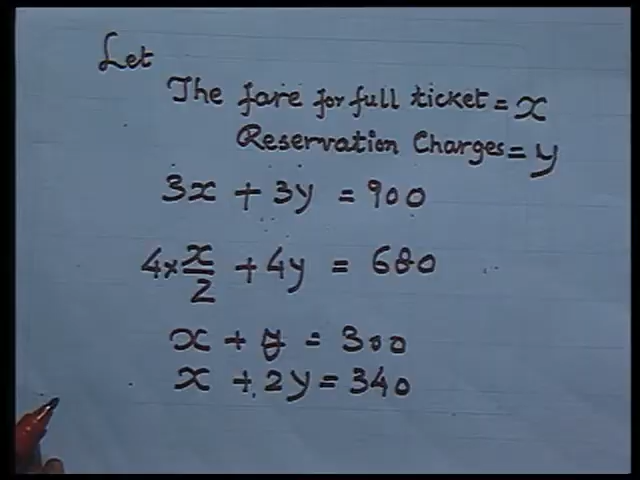 Let
The fare for full ticket = x
Reservation Charges = y
3x + 3y = 900
4 × x/2 + 4y = 680
x + y = 300
x + 2y = 340